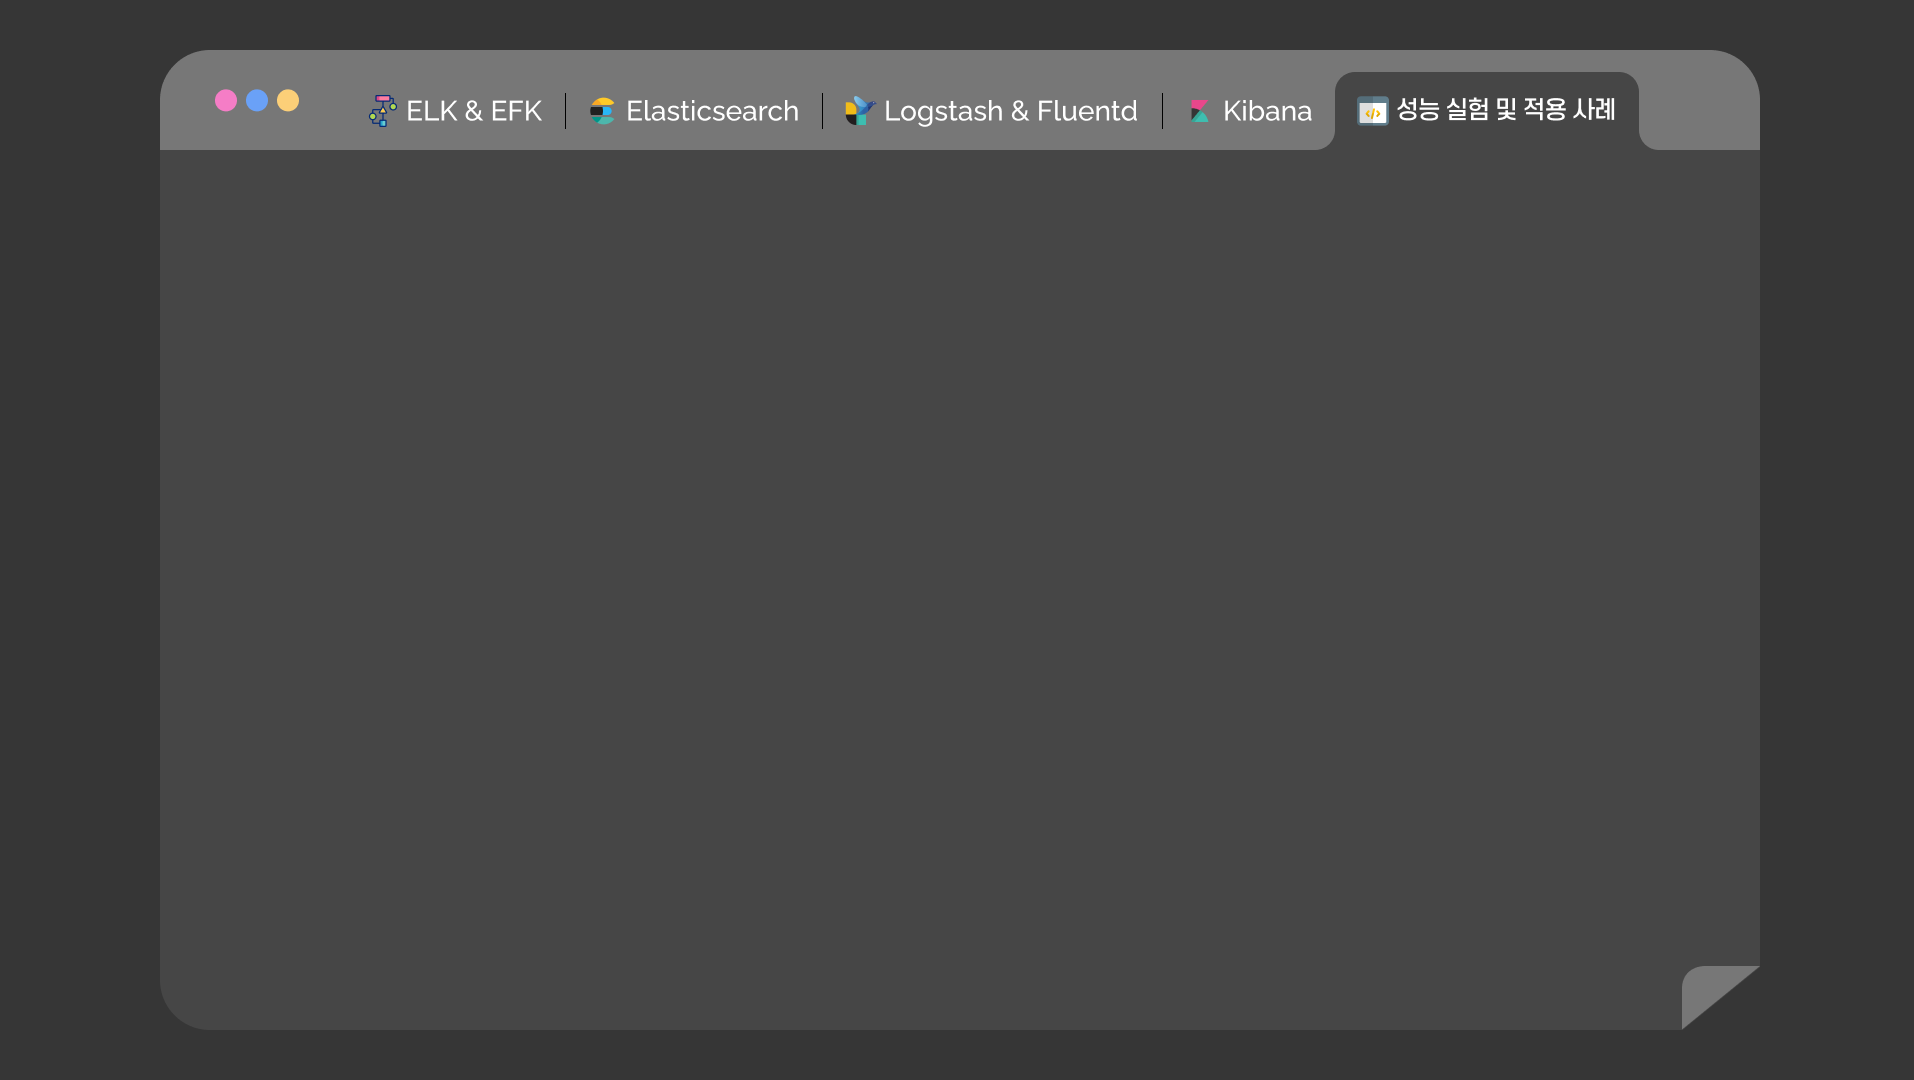 ELK & EFK
Elasticsearch
Logstash & Fluentd
Kibana
성능 실험 및 적용 사례